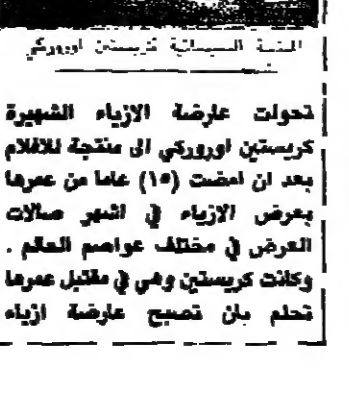 المنتجة السينمائية كريستين اوروركي
تحولت عارضة الازياء الشهيرة
كريستين اوروركي الى منتجة للافلام
بعد ان امضت (١٥) عاما من عمرها
بعرض الازياء في اشهر صالات
العرض في مختلف عواصم العالم .
وكانت كريستين وهي في مقتبل عمرها
تحلم بان تصبح عارضة ازياء